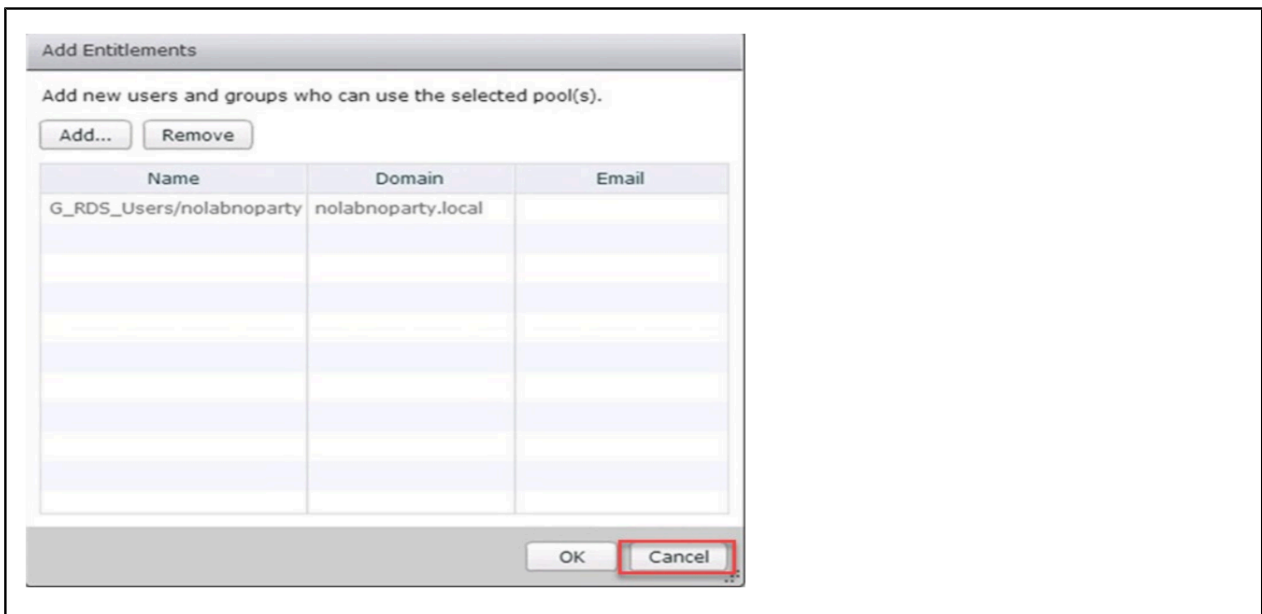 Add Entitlements
Add new users and groups who can use the selected pool(s).
Add... Remove
Name Domain Email
G_RDS_Users/nolabnoparty nolabnoparty.local
OK Cancel